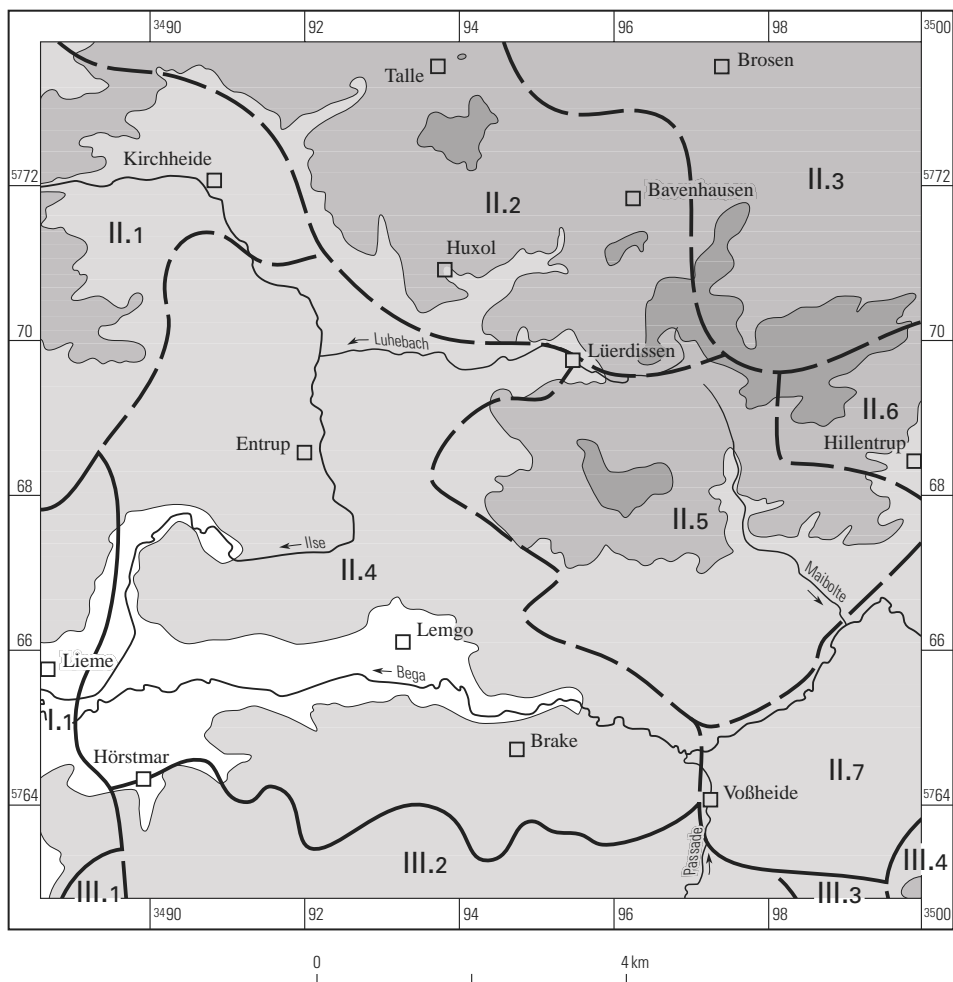 3490 92 94 96 98 3500
Talle
Brosen
Kirchheide
5772
Bavenhausen
5772
II.3
II.2
II.1
Huxol
70
Luhebach
Lüerdissen
70
II.6
Entrup
Hillentrup
68
68
II.5
Ilse
II.4
Maibolte
66
Lemgo
66
Lieme
Bega
I.1
Brake
Hörstmar
II.7
5764
Voßheide
5764
Passade
III.2
III.4
III.1
III.3
3490 92 94 96 98 3500
0 4 km